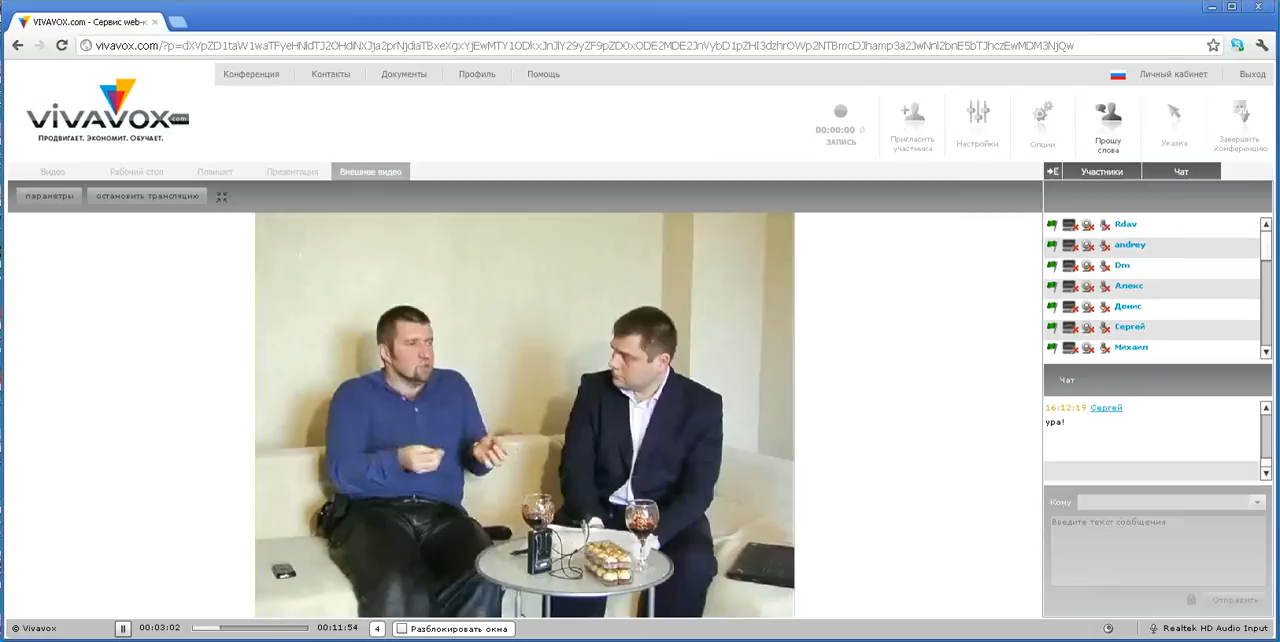 VIVAVOX.com - Сервис web-к
vivavox.com
Конференция Контакты Документы Профиль Помощь Личный кабинет Выход
vivavox.com
ПРОДВИГАЕТ. ЭКОНОМИТ. ОБУЧАЕТ.
00:00:00
ЗАПИСЬ
Пригласить
участника
Настройки
Опции
Прошу
слова
Указка
Завершить
конференцию
Видео Рабочий стол Планшет Презентация Внешнее видео Участники Чат
параметры остановить трансляцию
Rdav
andrey
Dm
Алекс
Денис
Сергей
Михаил
Чат
16:12:19 Сергей
ура!
Кому
Введите текст сообщения
Отправить
© Vivavox 00:03:02 00:11:54 4 Разблокировать окна Realtek HD Audio Input